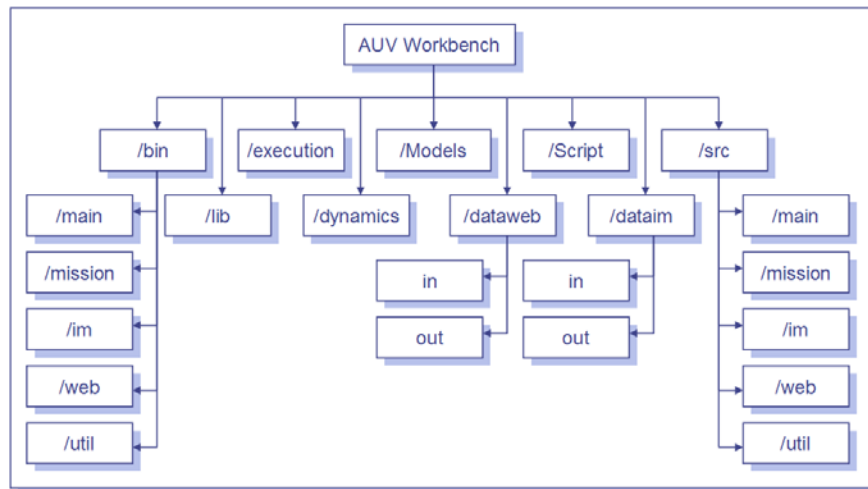 AUV Workbench
/bin
/execution
/Models
/Script
/src
/main
/lib
/dynamics
/dataweb
/dataim
/main
/mission
in
in
/mission
/im
out
out
/im
/web
/web
/util
/util